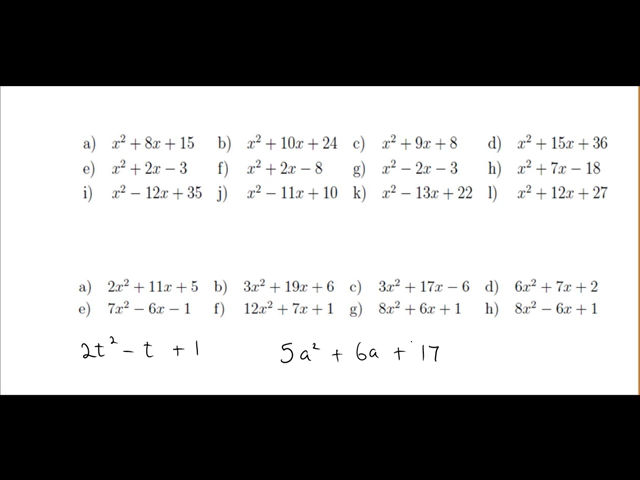 a) x² + 8x + 15 b) x² + 10x + 24 c) x² + 9x + 8 d) x² + 15x + 36
e) x² + 2x − 3 f) x² + 2x − 8 g) x² − 2x − 3 h) x² + 7x − 18
i) x² − 12x + 35 j) x² − 11x + 10 k) x² − 13x + 22 l) x² + 12x + 27
a) 2x² + 11x + 5 b) 3x² + 19x + 6 c) 3x² + 17x − 6 d) 6x² + 7x + 2
e) 7x² − 6x − 1 f) 12x² + 7x + 1 g) 8x² + 6x + 1 h) 8x² − 6x + 1
2t² − t + 1 5a² + 6a + 17